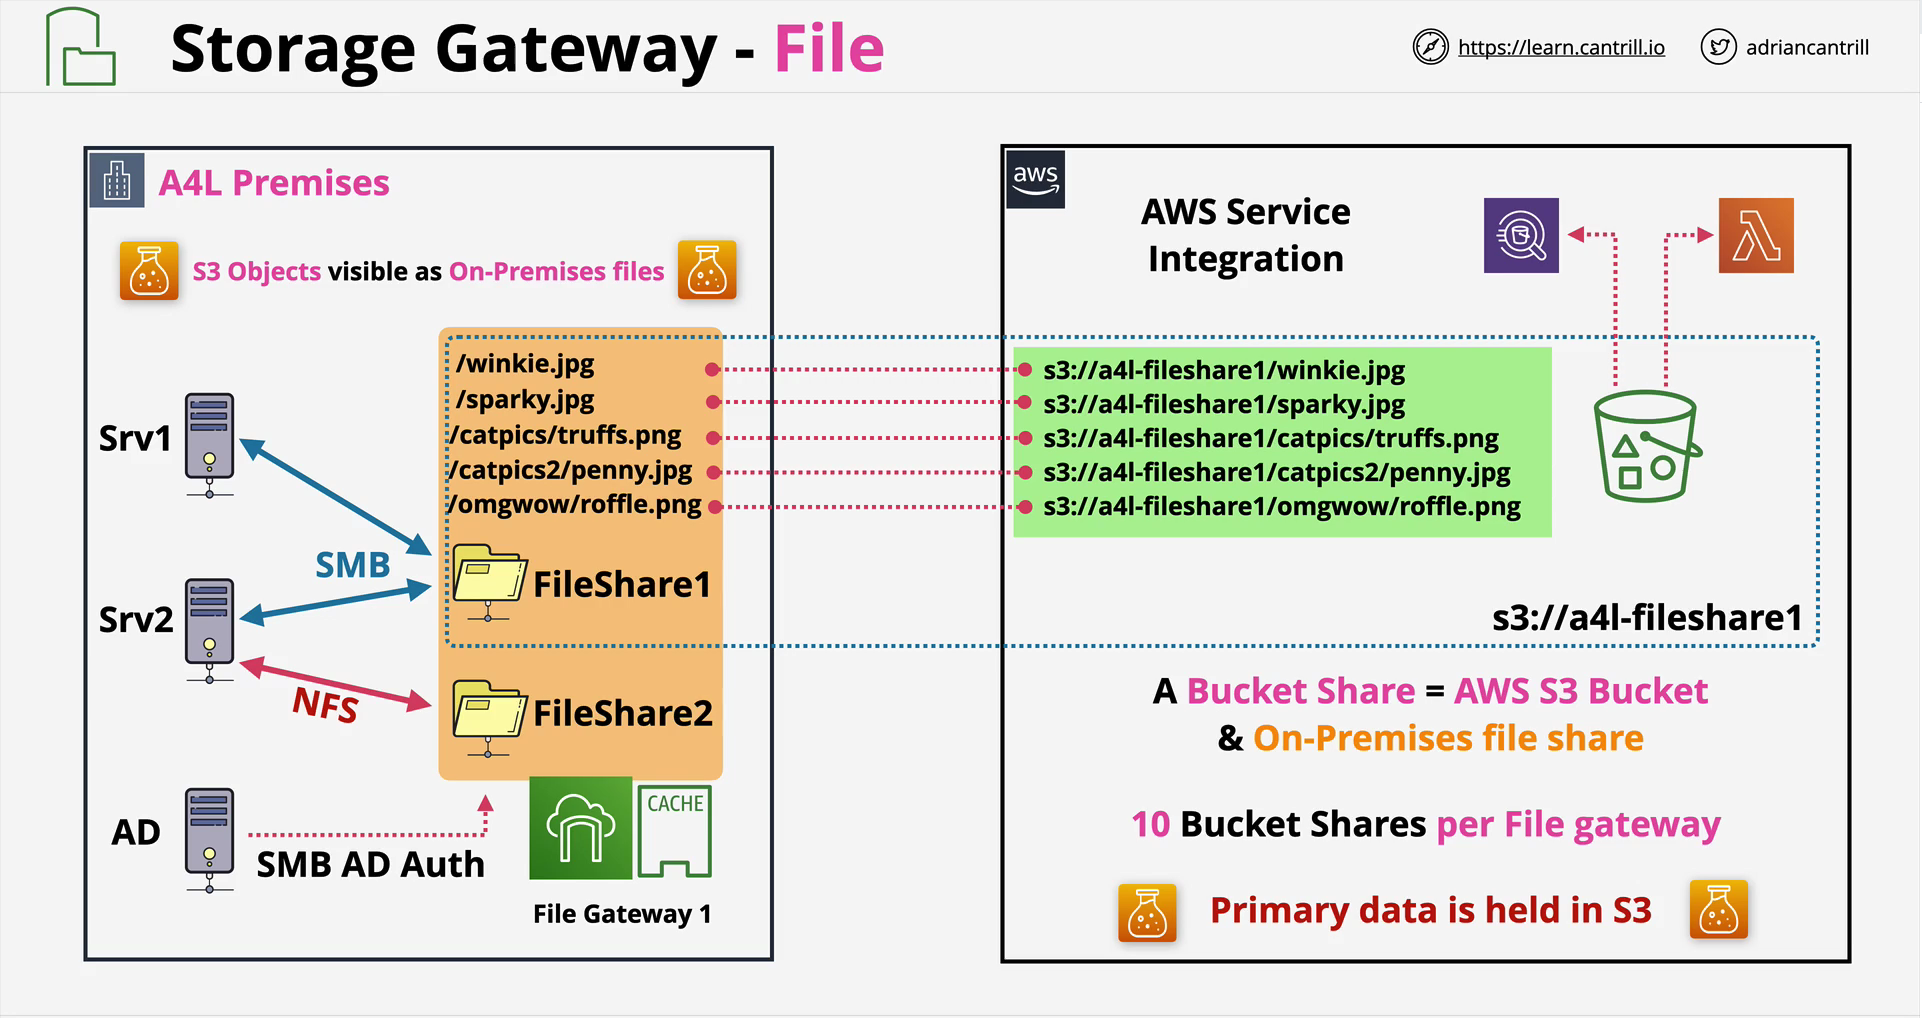 Storage Gateway - File
https://learn.cantrill.io
adriancantrill
A4L Premises
S3 Objects visible as On-Premises files
/winkie.jpg
/sparky.jpg
/catpics/truffs.png
/catpics2/penny.jpg
/omgwow/roffle.png
Srv1
SMB
FileShare1
Srv2
NFS
FileShare2
AD
SMB AD Auth
CACHE
File Gateway 1
aws
AWS Service
Integration
s3://a4l-fileshare1/winkie.jpg
s3://a4l-fileshare1/sparky.jpg
s3://a4l-fileshare1/catpics/truffs.png
s3://a4l-fileshare1/catpics2/penny.jpg
s3://a4l-fileshare1/omgwow/roffle.png
s3://a4l-fileshare1
A Bucket Share = AWS S3 Bucket
& On-Premises file share
10 Bucket Shares per File gateway
Primary data is held in S3